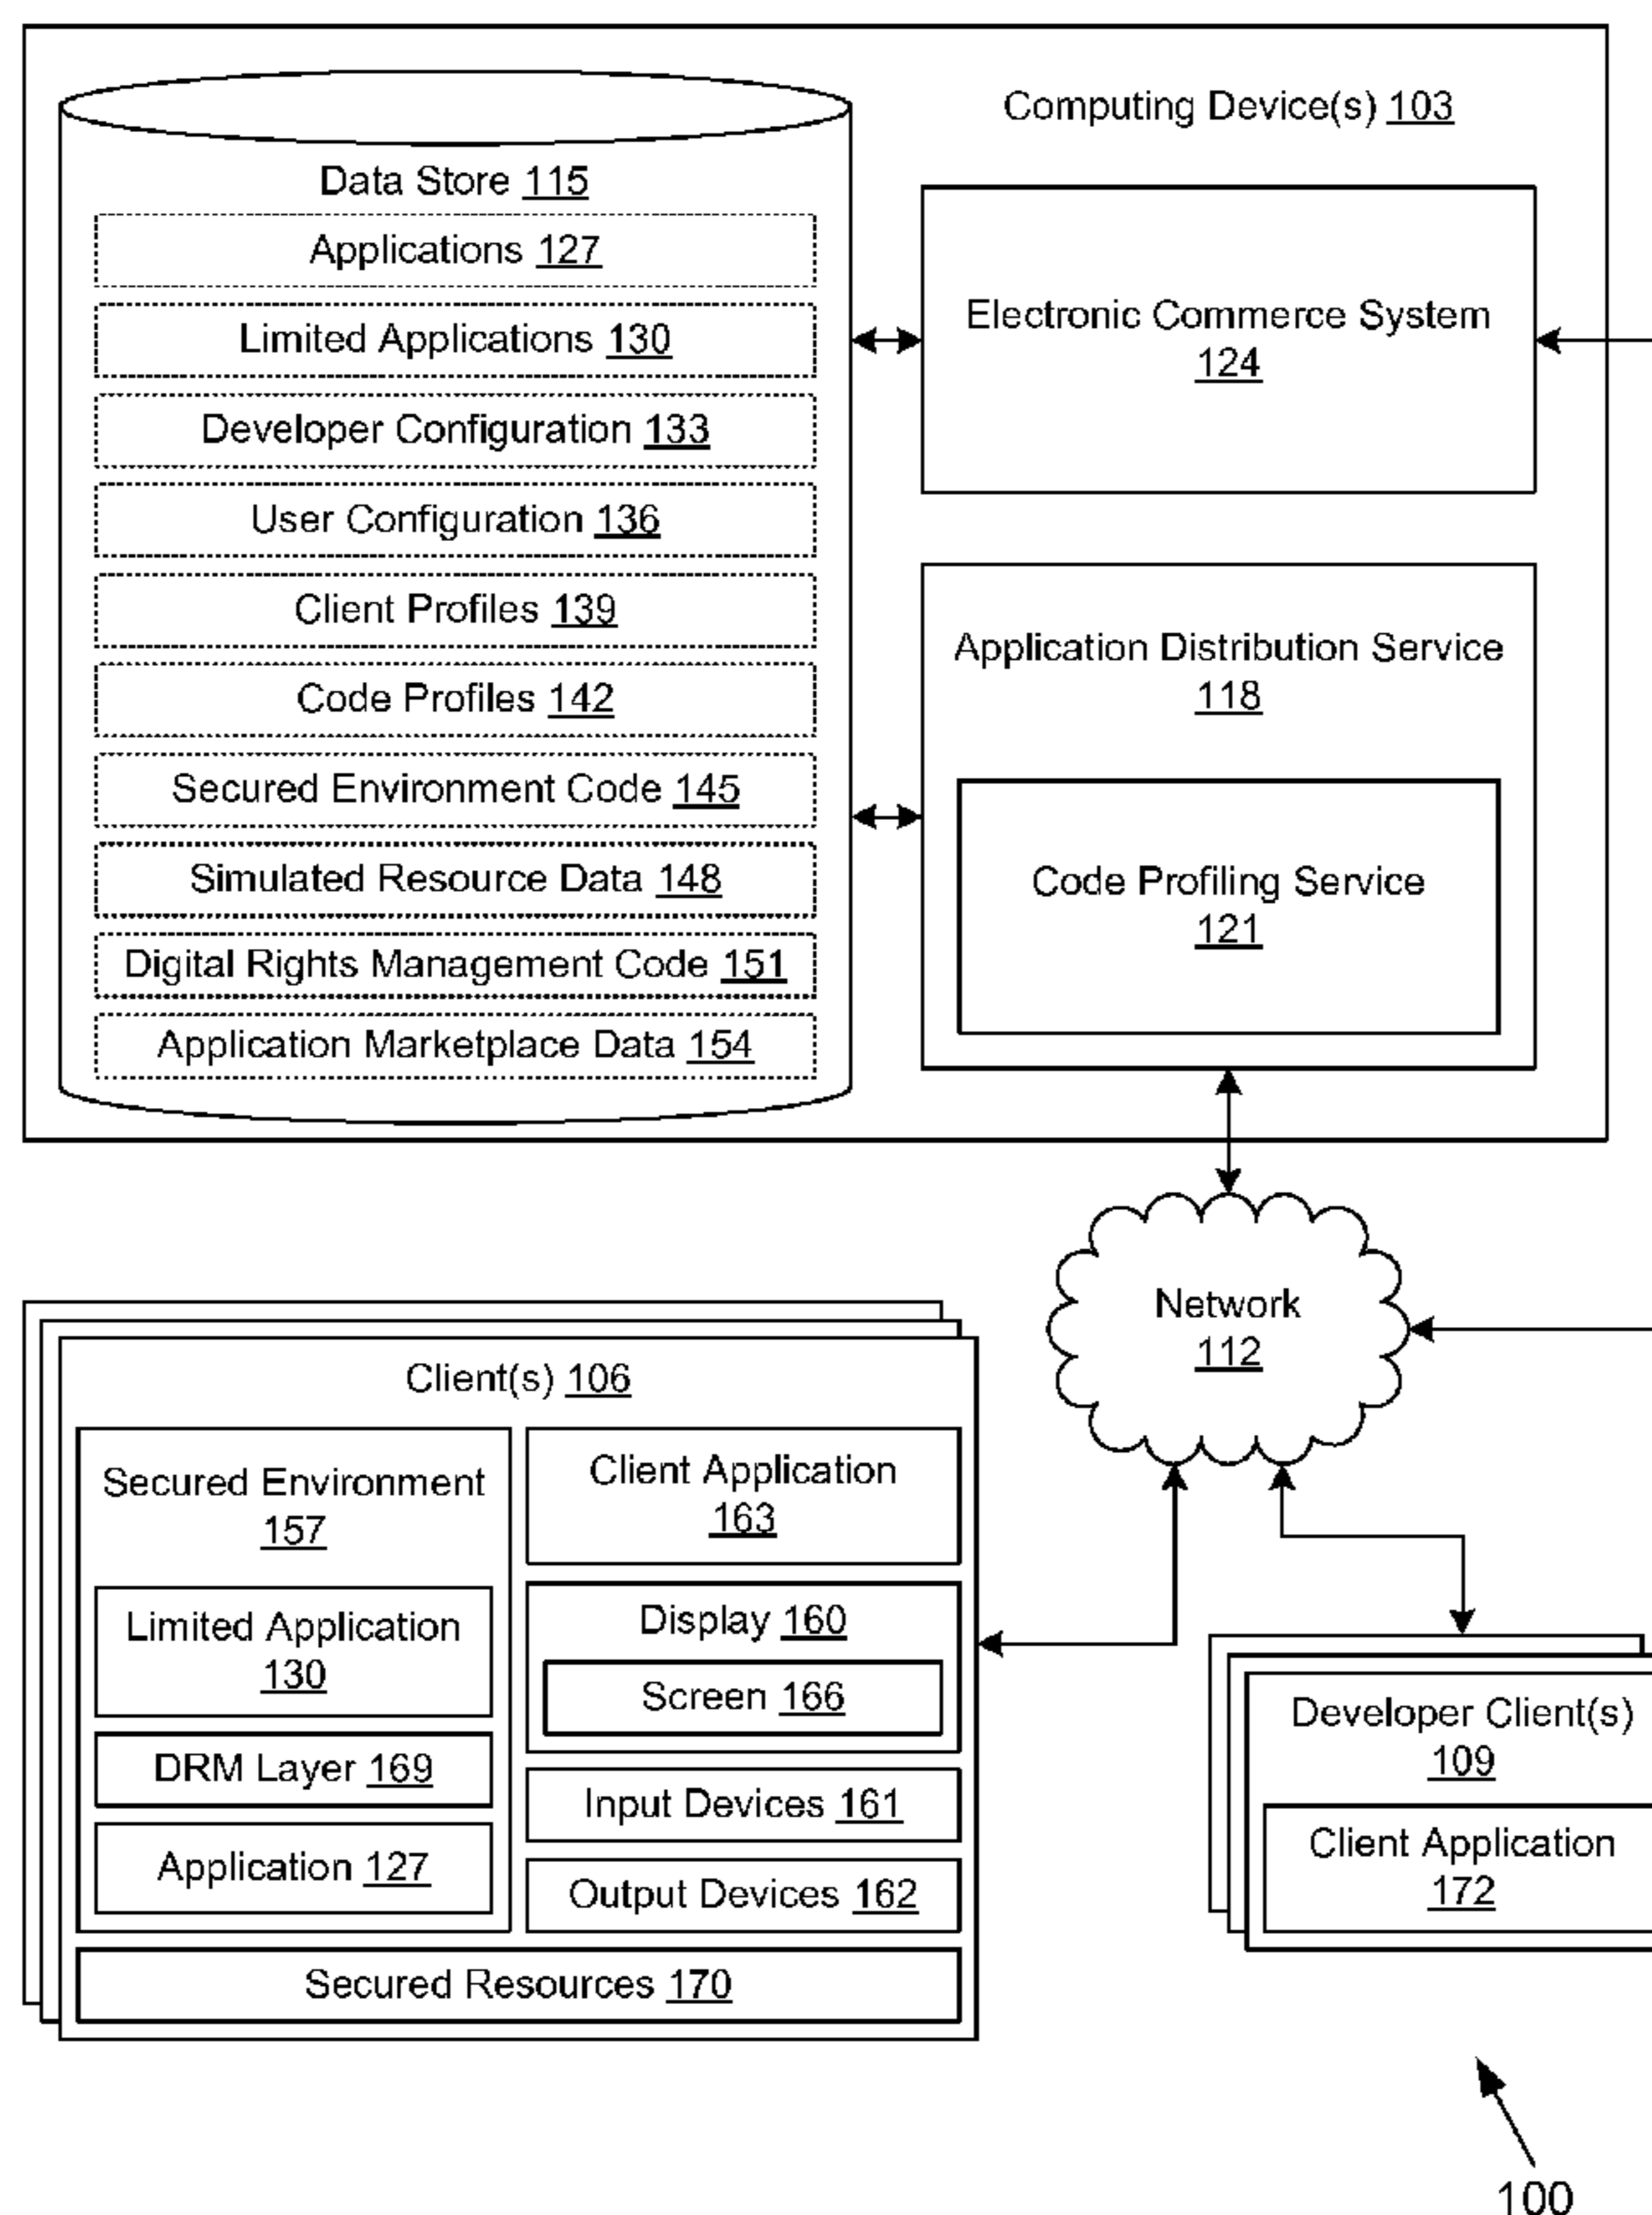 Computing Device(s) 103
Data Store 115
Applications 127
Limited Applications 130
Developer Configuration 133
User Configuration 136
Client Profiles 139
Code Profiles 142
Secured Environment Code 145
Simulated Resource Data 148
Digital Rights Management Code 151
Application Marketplace Data 154
Electronic Commerce System
124
Application Distribution Service
118
Code Profiling Service
121
Network
112
Client(s) 106
Secured Environment
157
Limited Application
130
DRM Layer 169
Application 127
Client Application
163
Display 160
Screen 166
Input Devices 161
Output Devices 162
Secured Resources 170
Developer Client(s)
109
Client Application
172
100